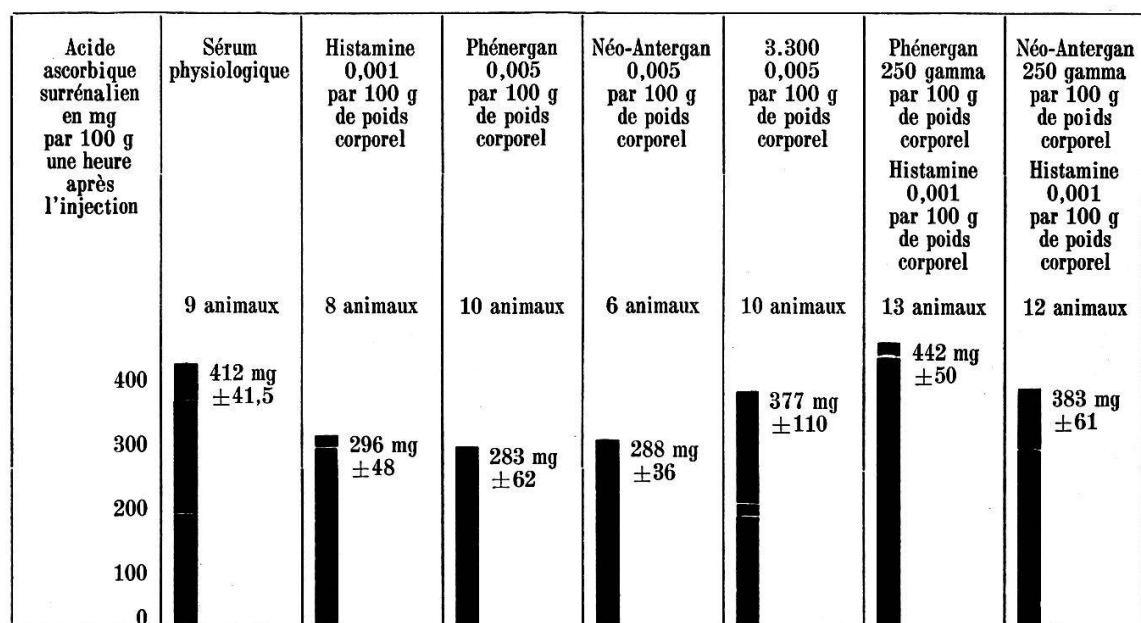 Acide
ascorbique
surrénalien
en mg
par 100 g
une heure
après
l'injection
Sérum
physiologique
Histamine
0,001
par 100 g
de poids
corporel
Phénergan
0,005
par 100 g
de poids
corporel
Néo-Antergan
0,005
par 100 g
de poids
corporel
3.300
0,005
par 100 g
de poids
corporel
Phénergan
250 gamma
par 100 g
de poids
corporel
Histamine
0,001
par 100 g
de poids
corporel
Néo-Antergan
250 gamma
par 100 g
de poids
corporel
Histamine
0,001
par 100 g
de poids
corporel
9 animaux
8 animaux
10 animaux
6 animaux
10 animaux
13 animaux
12 animaux
400
300
200
100
0
412 mg
±41,5
296 mg
±48
283 mg
±62
288 mg
±36
377 mg
±110
442 mg
±50
383 mg
±61